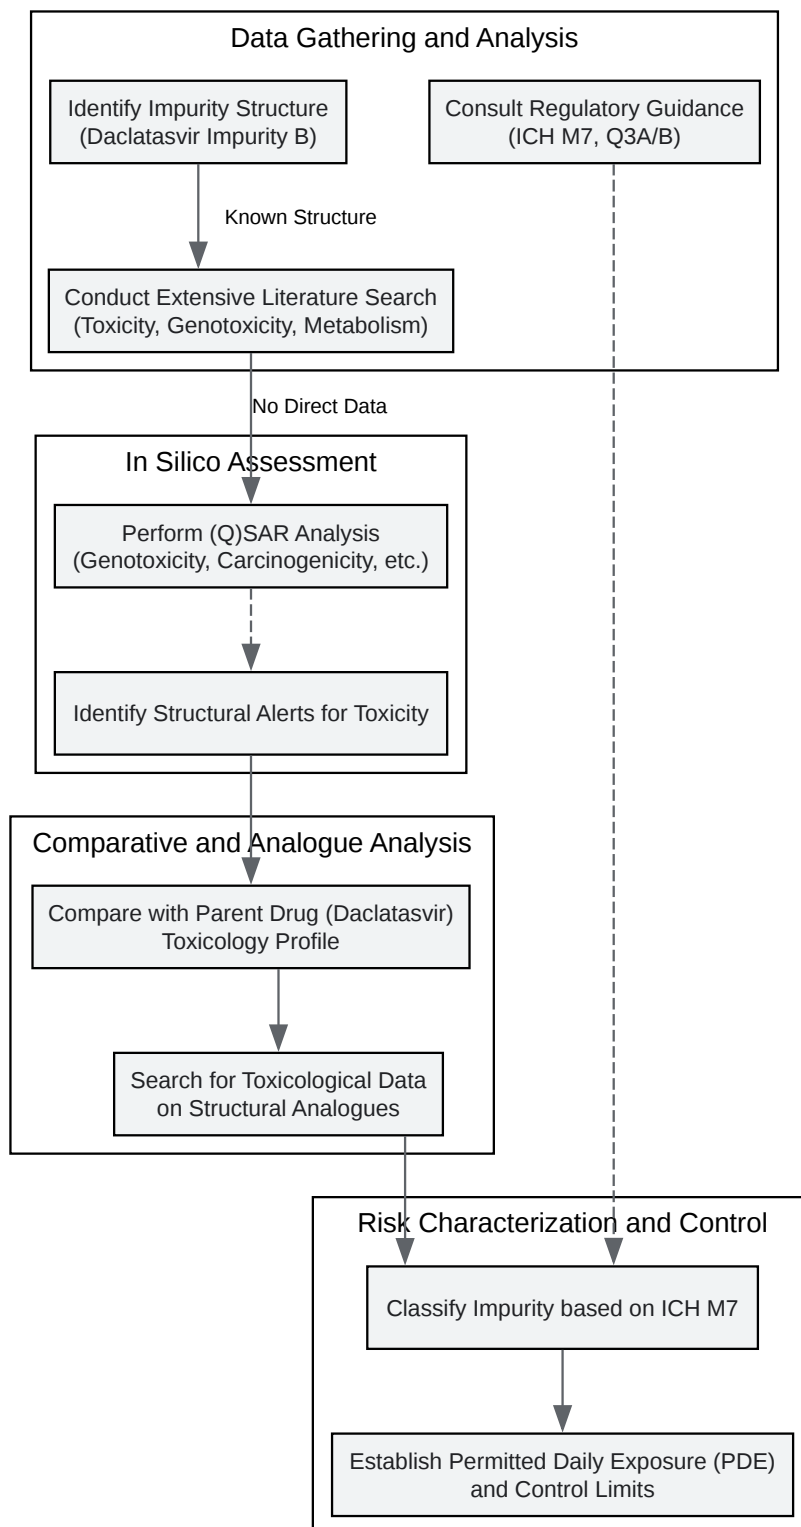 Data Gathering and Analysis
Identify Impurity Structure
(Daclatasvir Impurity B)
Consult Regulatory Guidance
(ICH M7, Q3A/B)
Known Structure
Conduct Extensive Literature Search
(Toxicity, Genotoxicity, Metabolism)
No Direct Data
In Silico Assessment
Perform (Q)SAR Analysis
(Genotoxicity, Carcinogenicity, etc.)
Identify Structural Alerts for Toxicity
Comparative and Analogue Analysis
Compare with Parent Drug (Daclatasvir)
Toxicology Profile
Search for Toxicological Data
on Structural Analogues
Risk Characterization and Control
Classify Impurity based on ICH M7
Establish Permitted Daily Exposure (PDE)
and Control Limits